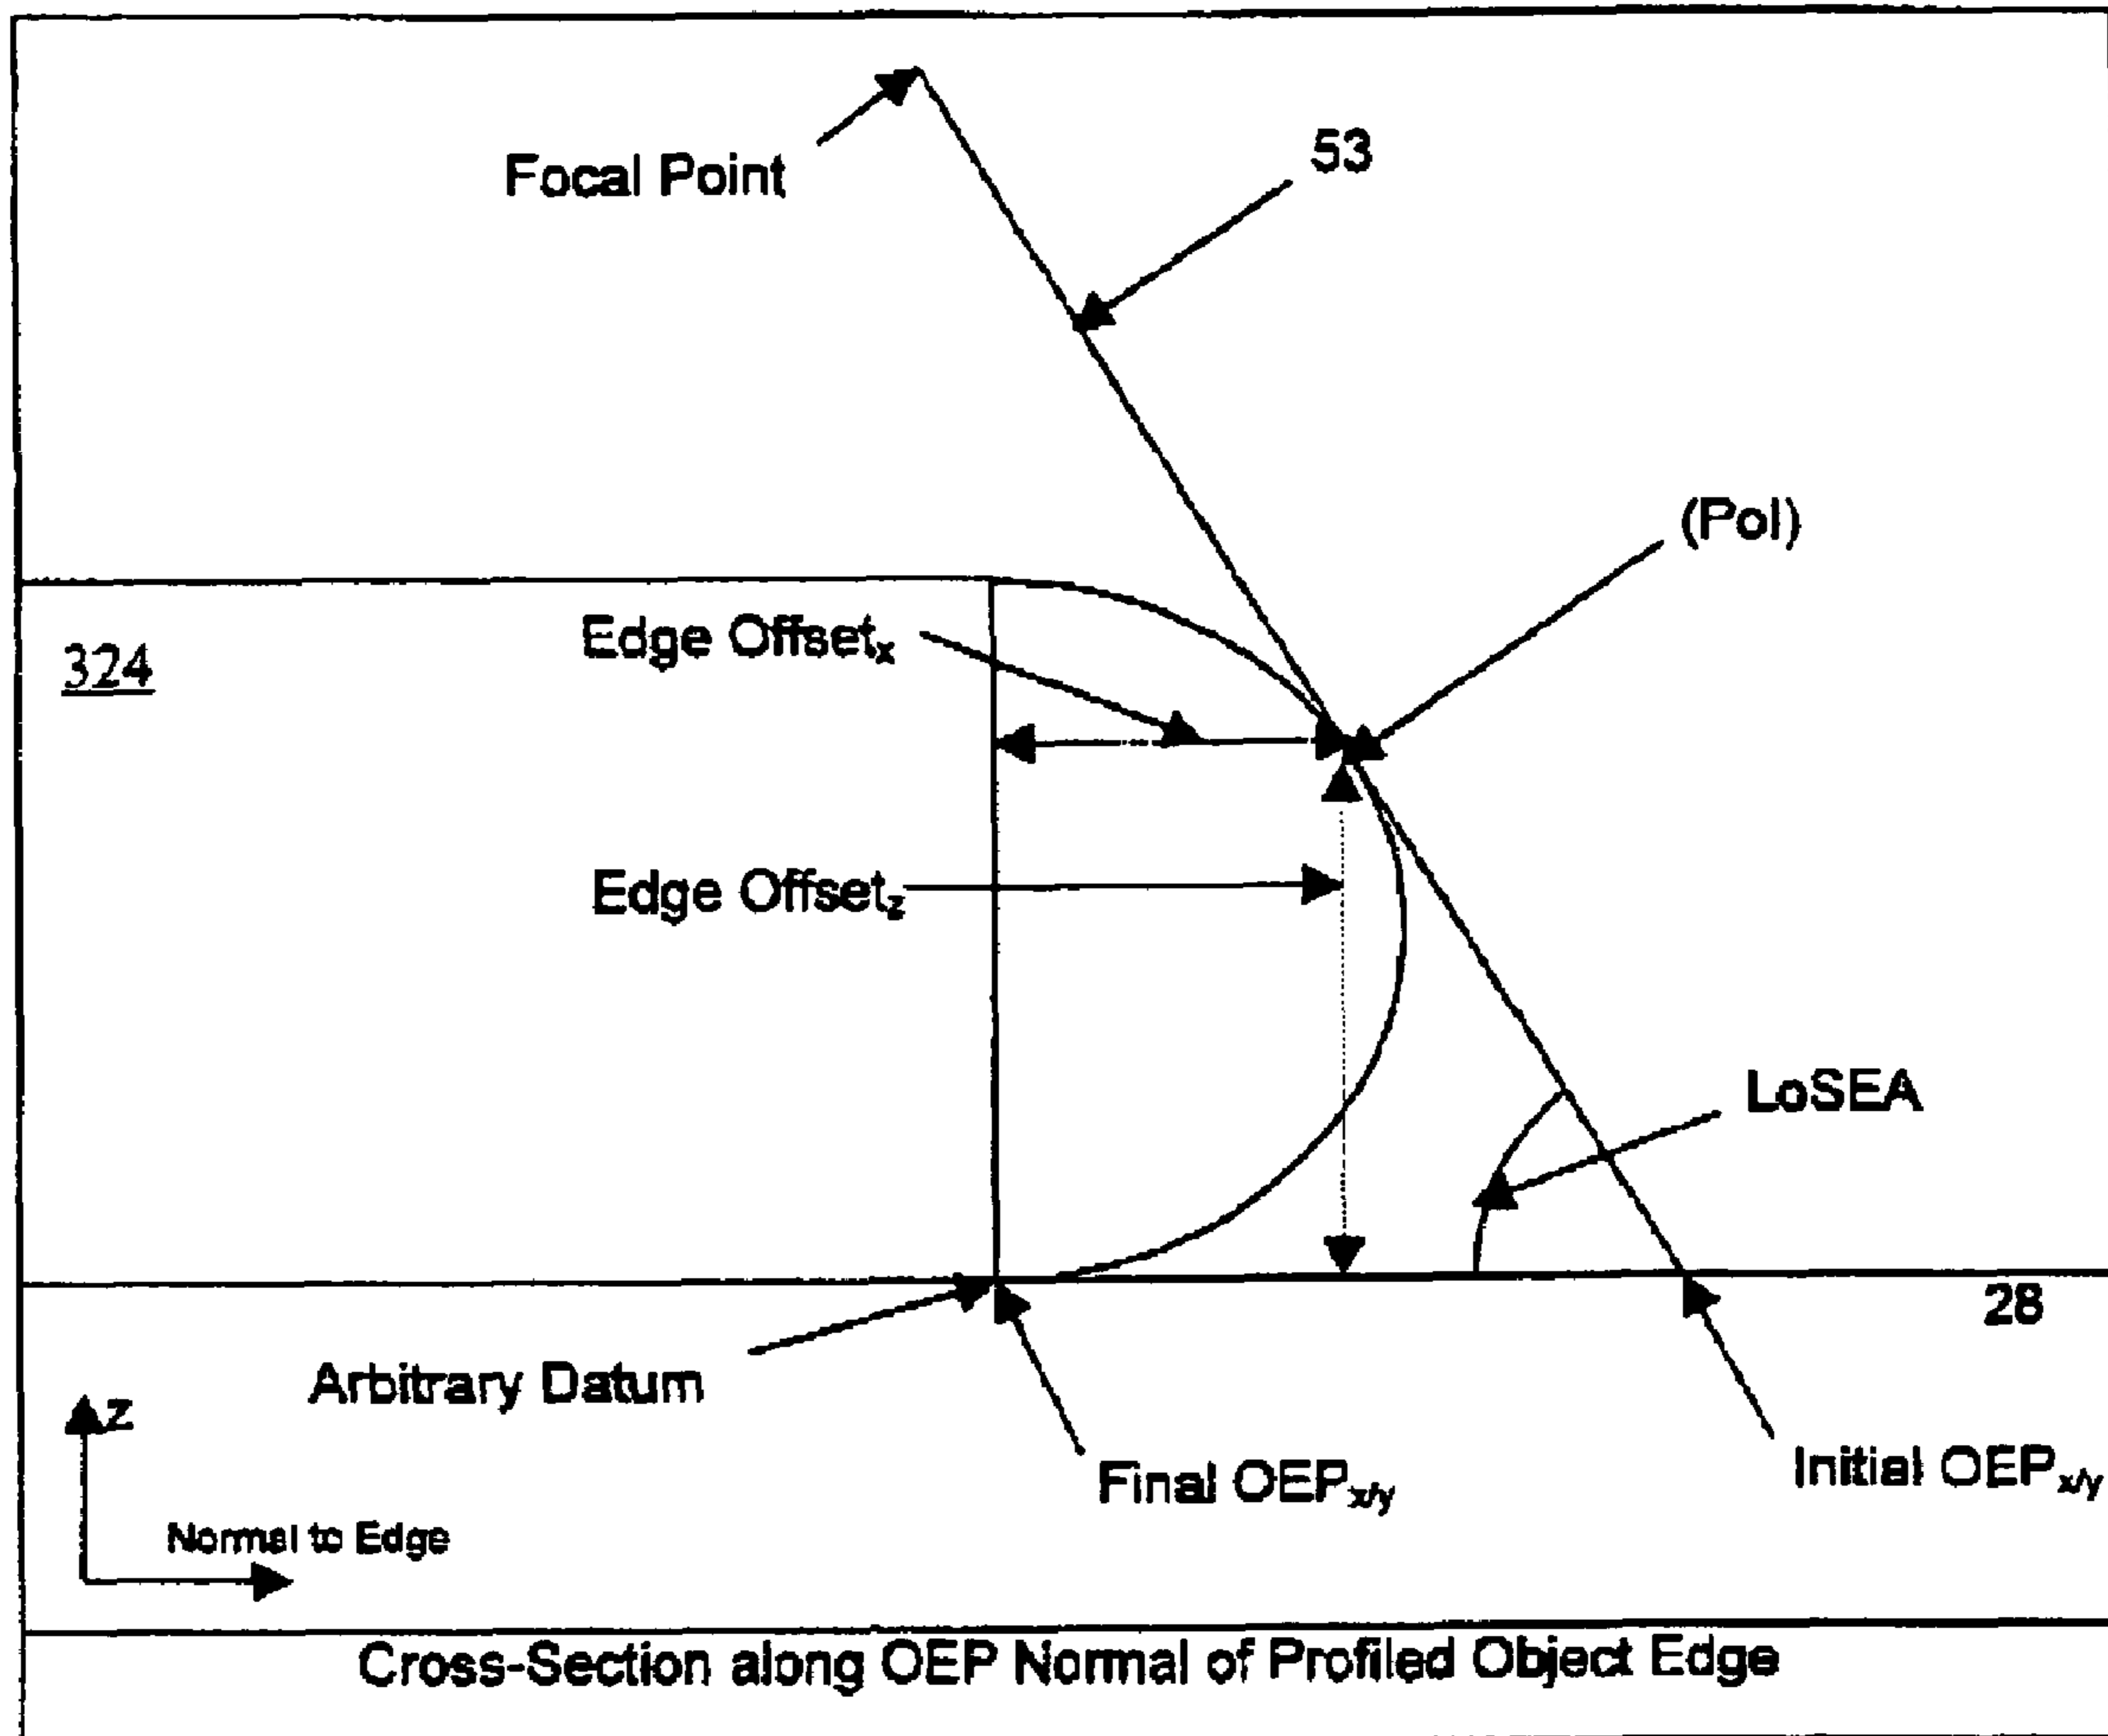 Focal Point
53
(PoI)
Edge Offsetx
324
Edge Offsetz
LoSEA
28
Arbitrary Datum
z
Final OEPx/y
Initial OEPx/y
Normal to Edge
Cross-Section along OEP Normal of Profiled Object Edge